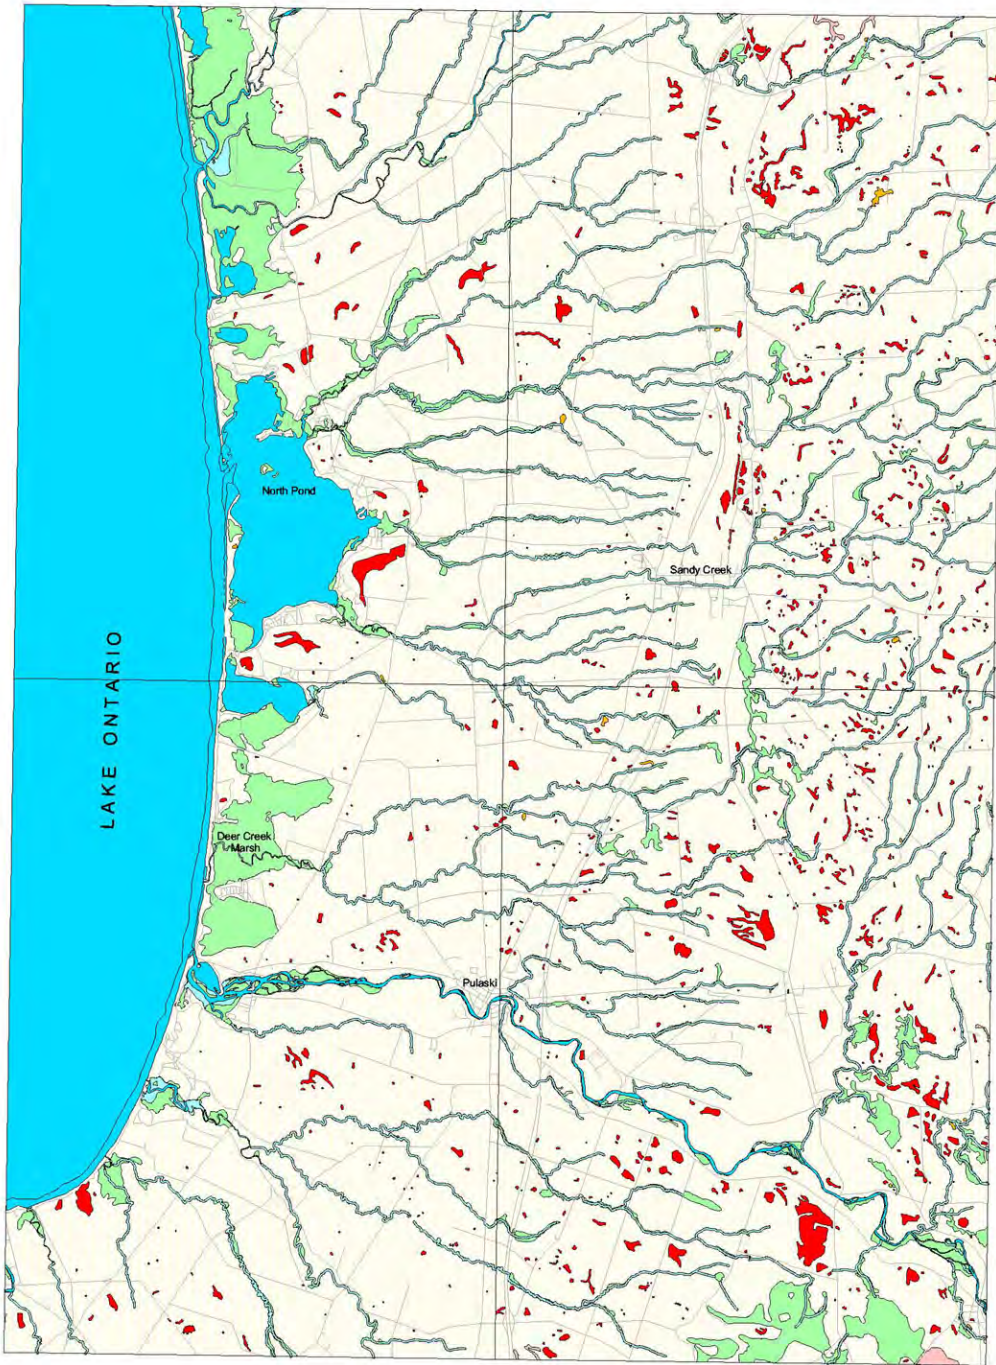 North Pond
Sandy Creek
LAKE ONTARIO
Deer Creek
Marsh
Pulaski